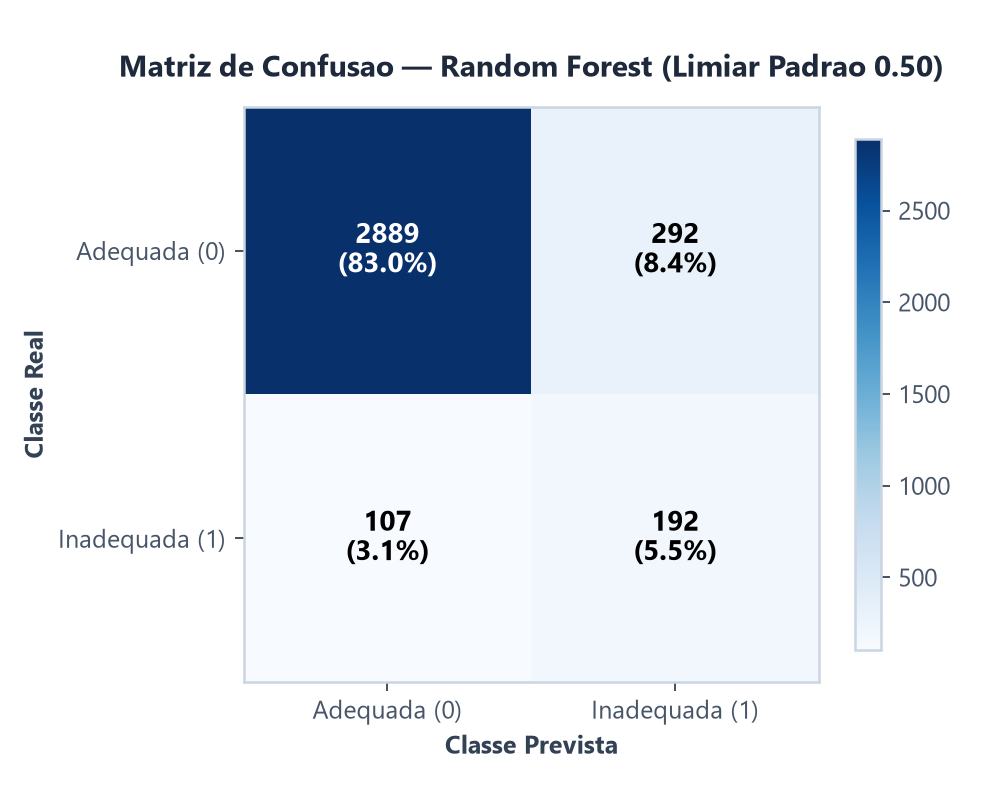 Matriz de Confusao — Random Forest (Limiar Padrao 0.50)
Classe Real
Adequada (0)
2889
(83.0%)
292
(8.4%)
Inadequada (1)
107
(3.1%)
192
(5.5%)
Adequada (0)
Inadequada (1)
Classe Prevista
2500
2000
1500
1000
500